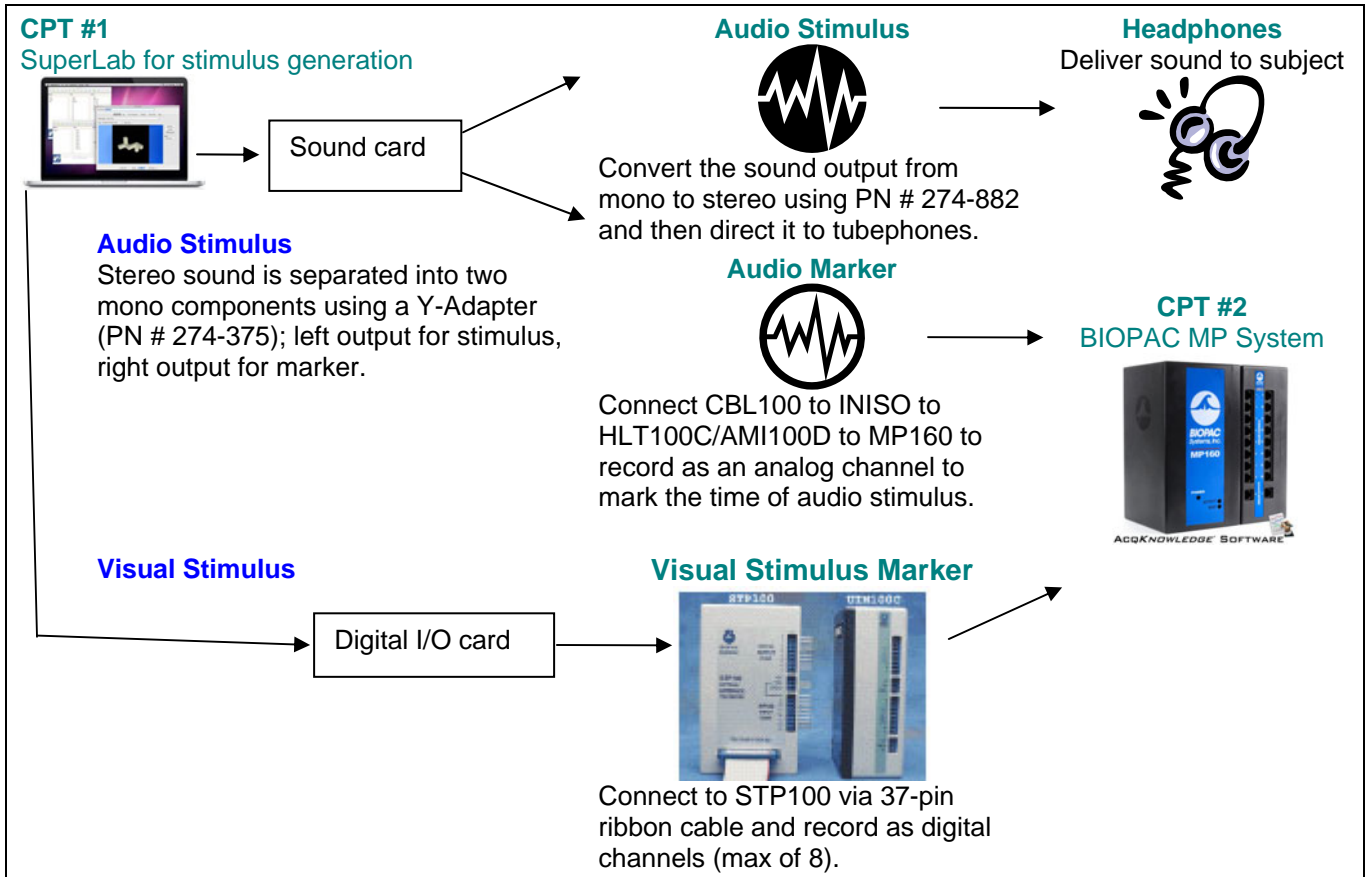 CPT #1
SuperLab for stimulus generation
Sound card
Audio Stimulus
Convert the sound output from
mono to stereo using PN # 274-882
and then direct it to tubephones.
Headphones
Deliver sound to subject
Audio Stimulus
Stereo sound is separated into two
mono components using a Y-Adapter
(PN # 274-375); left output for stimulus,
right output for marker.
Audio Marker
Connect CBL100 to INISO to
HLT100C/AMI100D to MP160 to
record as an analog channel to
mark the time of audio stimulus.
CPT #2
BIOPAC MP System
BIOPAC
Systems, Inc.
MP160
ACQKNOWLEDGE® SOFTWARE
Visual Stimulus
Digital I/O card
Visual Stimulus Marker
STP100
UIM100C
Connect to STP100 via 37-pin
ribbon cable and record as digital
channels (max of 8).